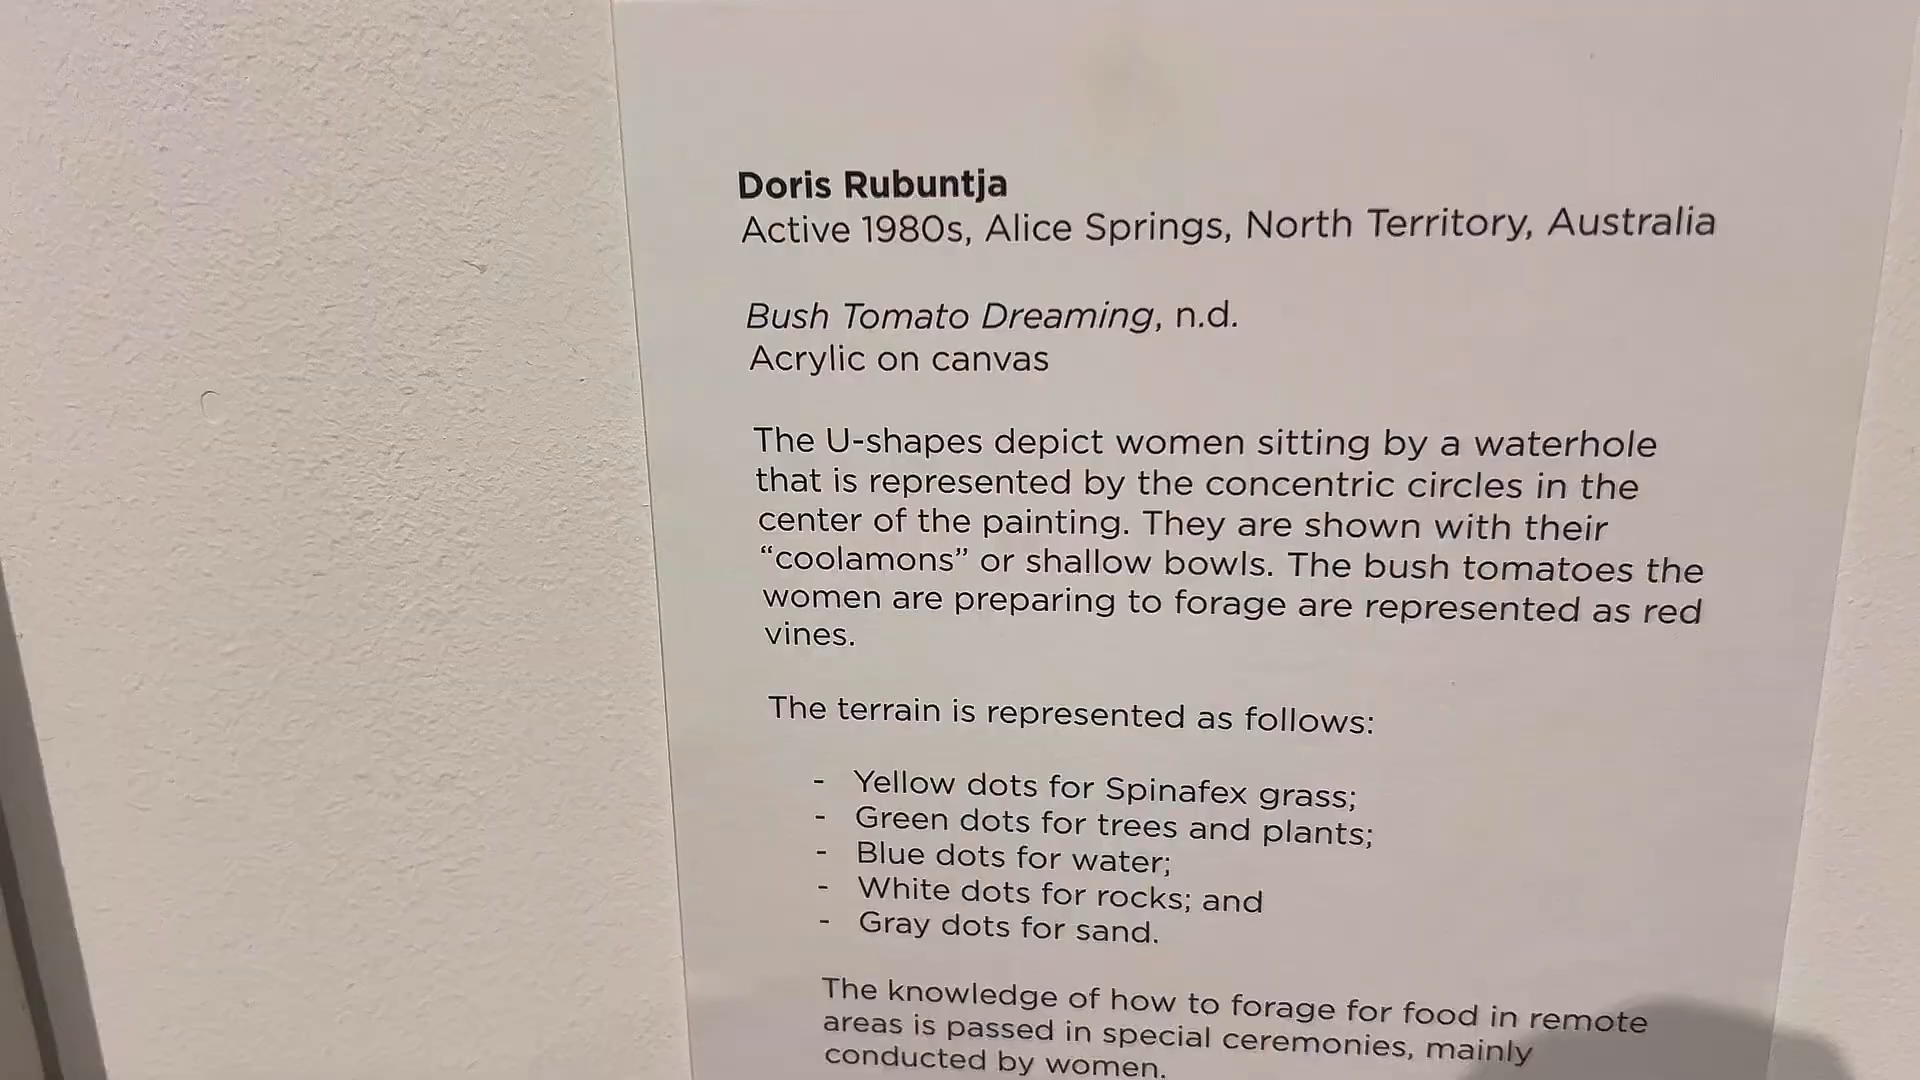 Doris Rubuntja
Active 1980s, Alice Springs, North Territory, Australia
Bush Tomato Dreaming, n.d.
Acrylic on canvas
The U-shapes depict women sitting by a waterhole
that is represented by the concentric circles in the
center of the painting. They are shown with their
“coolamons” or shallow bowls. The bush tomatoes the
women are preparing to forage are represented as red
vines.
The terrain is represented as follows:
- Yellow dots for Spinafex grass;
- Green dots for trees and plants;
- Blue dots for water;
- White dots for rocks; and
- Gray dots for sand.
The knowledge of how to forage for food in remote
areas is passed in special ceremonies, mainly
conducted by women.